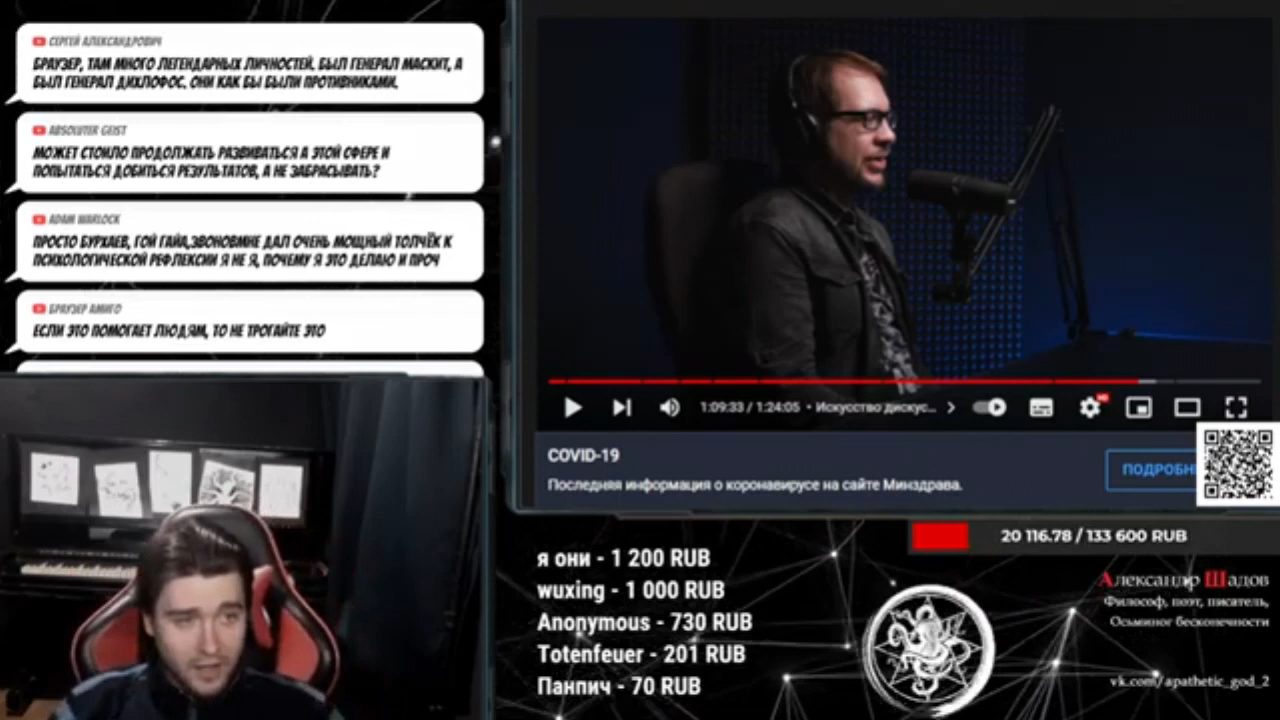 СЕРГЕЙ АЛЕКСАНДРОВИЧ
БРАУЗЕР, ТАМ МНОГО ЛЕГЕНДАРНЫХ ЛИЧНОСТЕЙ. БЫЛ ГЕНЕРАЛ МАСКИТ, А
БЫЛ ГЕНЕРАЛ ДИХЛОФОС. ОНИ КАК БЫ БЫЛИ ПРОТИВНИКАМИ.
ABSOLUTER GEIST
МОЖЕТ СТОИЛО ПРОДОЛЖАТЬ РАЗВИВАТЬСЯ А ЭТОЙ СФЕРЕ И
ПОПЫТАТЬСЯ ДОБИТЬСЯ РЕЗУЛЬТАТОВ, А НЕ ЗАБРАСЫВАТЬ?
ADAM WARLOCK
ПРОСТО БУРХАЕВ, ГОЙ ГАЙА,ЗВОНОВМНЕ ДАЛ ОЧЕНЬ МОЩНЫЙ ТОЛЧЁК К
ПСИХОЛОГИЧЕСКОЙ РЕФЛЕКСИИ Я НЕ Я, ПОЧЕМУ Я ЭТО ДЕЛАЮ И ПРОЧ
БРАУЗЕР АМИГО
ЕСЛИ ЭТО ПОМОГАЕТ ЛЮДЯМ, ТО НЕ ТРОГАЙТЕ ЭТО
1:09:33 / 1:24:05 • Искусство дискус...
HD
COVID-19
Последняя информация о коронавирусе на сайте Минздрава.
ПОДРОБН
20 116.78 / 133 600 RUB
я они - 1 200 RUB
wuxing - 1 000 RUB
Anonymous - 730 RUB
Totenfeuer - 201 RUB
Панпич - 70 RUB
Александр Шадов
Философ, поэт, писатель,
Осьминог бесконечности
vk.com/apathetic_god_2